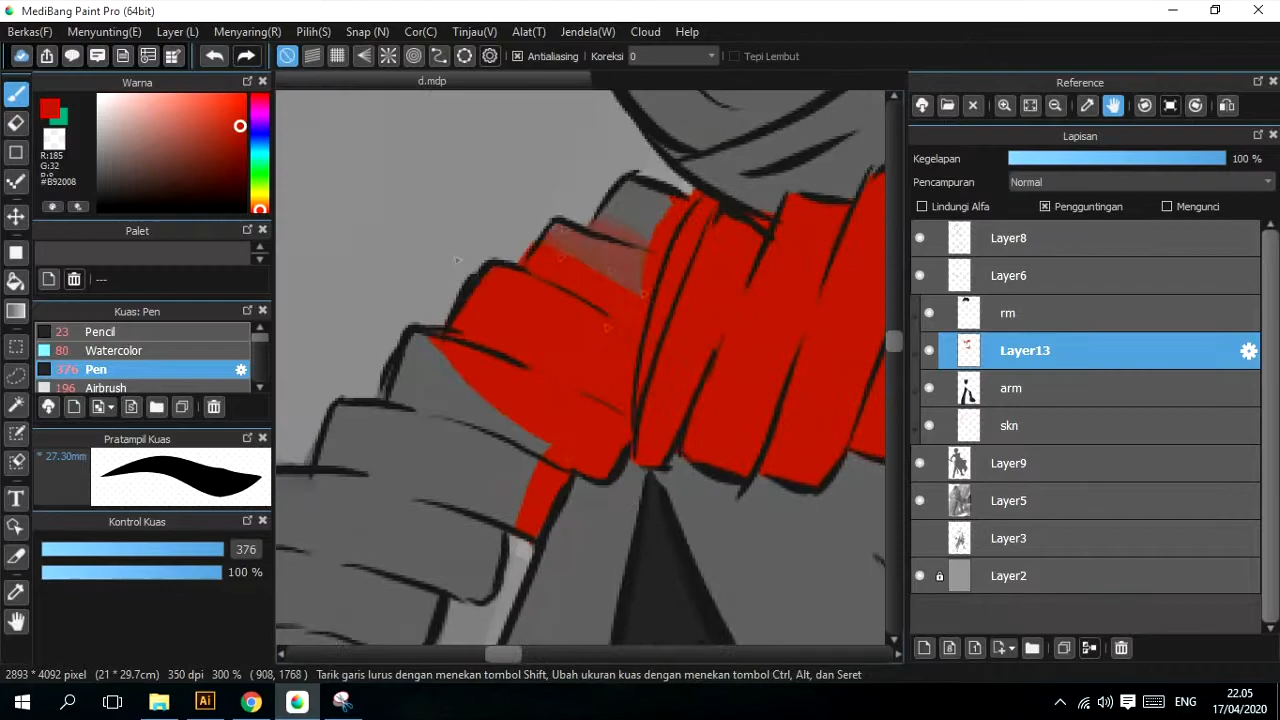 MediBang Paint Pro (64bit)
Berkas(F) Menyunting(E) Layer (L) Menyaring(R) Pilih(S) Snap (N) Cor(C) Tinjau(V) Alat(T) Jendela(W) Cloud Help
Antialiasing Koreksi 0 Tepi Lembut
Warna
d.mdp
Reference
R:185
G:32
B:8
#B92008
Lapisan
Kegelapan 100 %
Pencampuran Normal
Lindungi Alfa Pengguntingan Mengunci
Palet
---
Kuas: Pen
23 Pencil
80 Watercolor
376 Pen
196 Airbrush
Pratampil Kuas
* 27.30mm
Kontrol Kuas
376
100 %
Layer8
Layer6
rm
Layer13
arm
skn
Layer9
Layer5
Layer3
Layer2
2893 * 4092 pixel (21 * 29.7cm) 350 dpi 300 % ( 908, 1768 ) Tarik garis lurus dengan menekan tombol Shift, Ubah ukuran kuas dengan menekan tombol Ctrl, Alt, dan Seret
Ai
ENG
22.05
17/04/2020